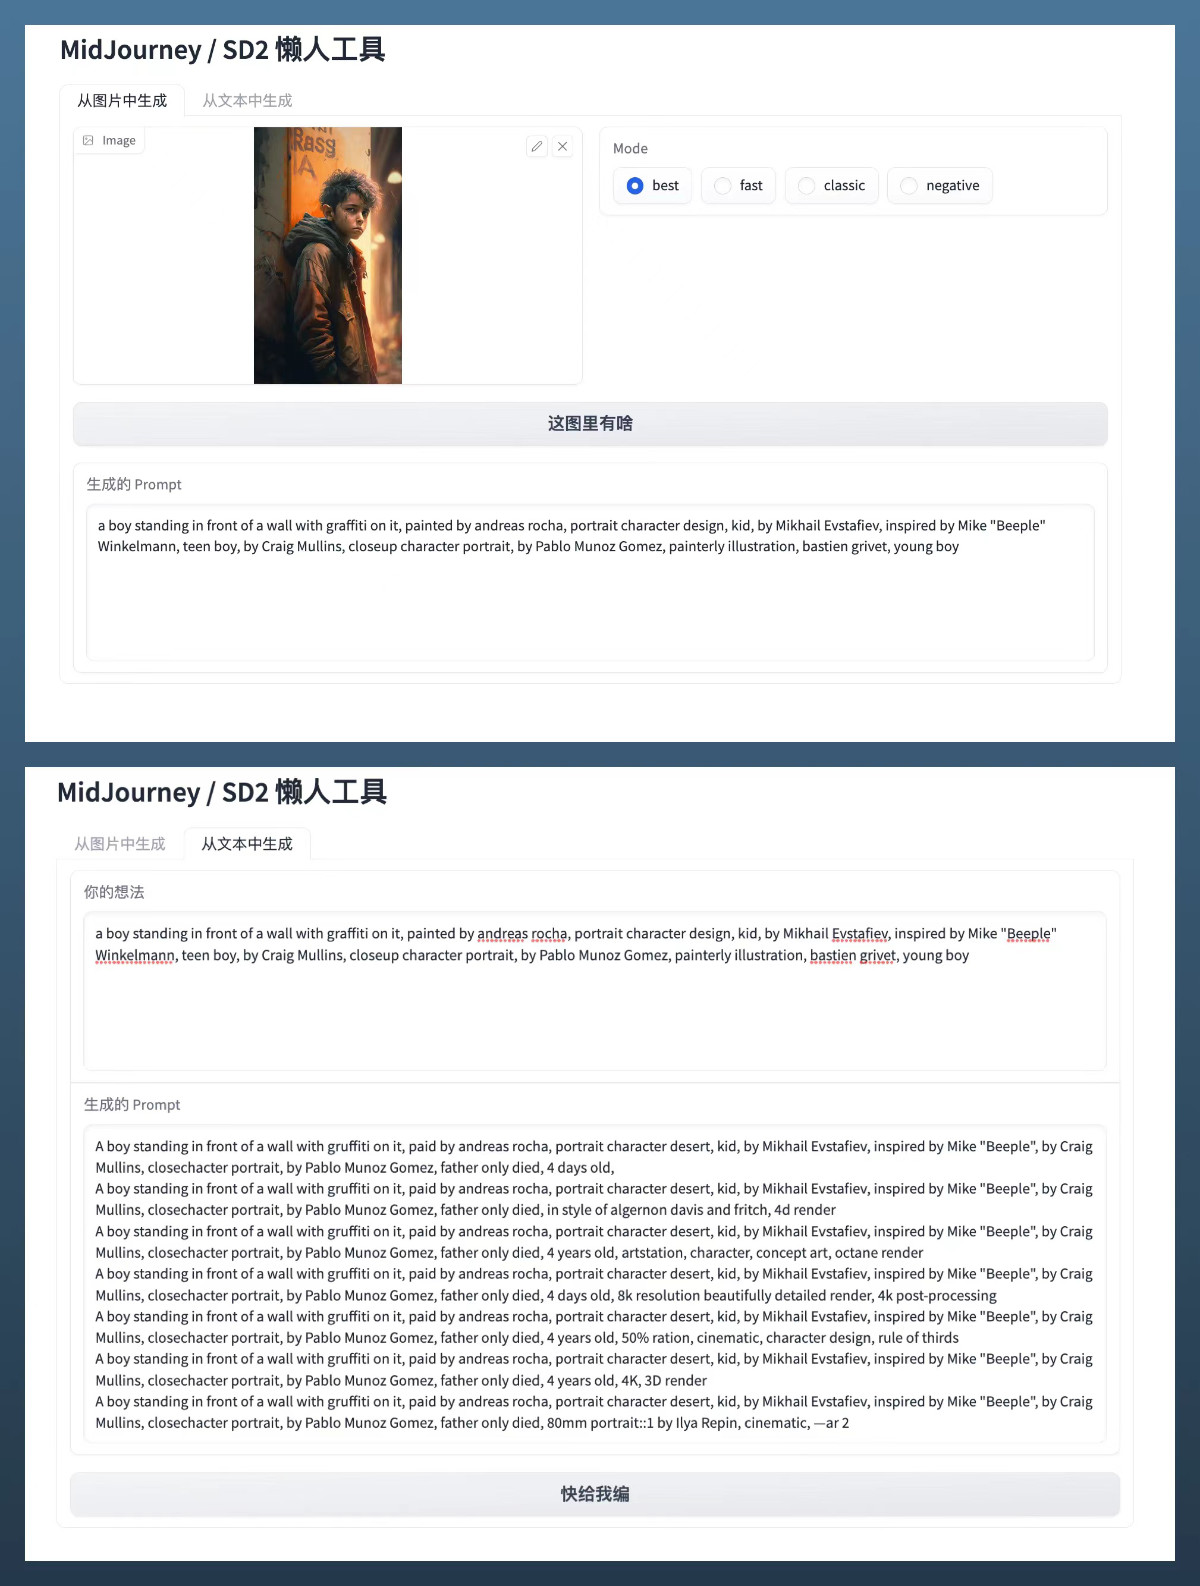 MidJourney / SD2 懒人工具
从图片中生成 从文本中生成
Image
Rasg
Mode
best fast classic negative
这图里有啥
生成的 Prompt
a boy standing in front of a wall with graffiti on it, painted by andreas rocha, portrait character design, kid, by Mikhail Evstafiev, inspired by Mike "Beeple"
Winkelmann, teen boy, by Craig Mullins, closeup character portrait, by Pablo Munoz Gomez, painterly illustration, bastien grivet, young boy
MidJourney / SD2 懒人工具
从图片中生成 从文本中生成
你的想法
a boy standing in front of a wall with graffiti on it, painted by andreas rocha, portrait character design, kid, by Mikhail Evstafiev, inspired by Mike "Beeple"
Winkelmann, teen boy, by Craig Mullins, closeup character portrait, by Pablo Munoz Gomez, painterly illustration, bastien grivet, young boy
生成的 Prompt
A boy standing in front of a wall with gruffiti on it, paid by andreas rocha, portrait character desert, kid, by Mikhail Evstafiev, inspired by Mike "Beeple", by Craig
Mullins, closechacter portrait, by Pablo Munoz Gomez, father only died, 4 days old,
A boy standing in front of a wall with gruffiti on it, paid by andreas rocha, portrait character desert, kid, by Mikhail Evstafiev, inspired by Mike "Beeple", by Craig
Mullins, closechacter portrait, by Pablo Munoz Gomez, father only died, in style of algernon davis and fritch, 4d render
A boy standing in front of a wall with gruffiti on it, paid by andreas rocha, portrait character desert, kid, by Mikhail Evstafiev, inspired by Mike "Beeple", by Craig
Mullins, closechacter portrait, by Pablo Munoz Gomez, father only died, 4 years old, artstation, character, concept art, octane render
A boy standing in front of a wall with gruffiti on it, paid by andreas rocha, portrait character desert, kid, by Mikhail Evstafiev, inspired by Mike "Beeple", by Craig
Mullins, closechacter portrait, by Pablo Munoz Gomez, father only died, 4 days old, 8k resolution beautifully detailed render, 4k post-processing
A boy standing in front of a wall with gruffiti on it, paid by andreas rocha, portrait character desert, kid, by Mikhail Evstafiev, inspired by Mike "Beeple", by Craig
Mullins, closechacter portrait, by Pablo Munoz Gomez, father only died, 4 years old, 50% ration, cinematic, character design, rule of thirds
A boy standing in front of a wall with gruffiti on it, paid by andreas rocha, portrait character desert, kid, by Mikhail Evstafiev, inspired by Mike "Beeple", by Craig
Mullins, closechacter portrait, by Pablo Munoz Gomez, father only died, 4 years old, 4K, 3D render
A boy standing in front of a wall with gruffiti on it, paid by andreas rocha, portrait character desert, kid, by Mikhail Evstafiev, inspired by Mike "Beeple", by Craig
Mullins, closechacter portrait, by Pablo Munoz Gomez, father only died, 80mm portrait::1 by Ilya Repin, cinematic, —ar 2
快给我编